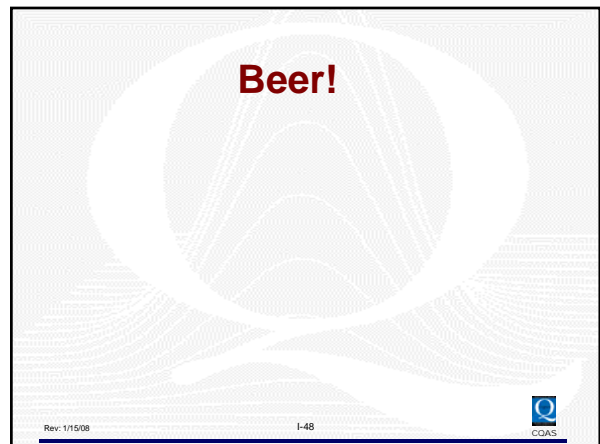 Beer!
Q
Rev: 1/15/08
I-48
Q
CQAS